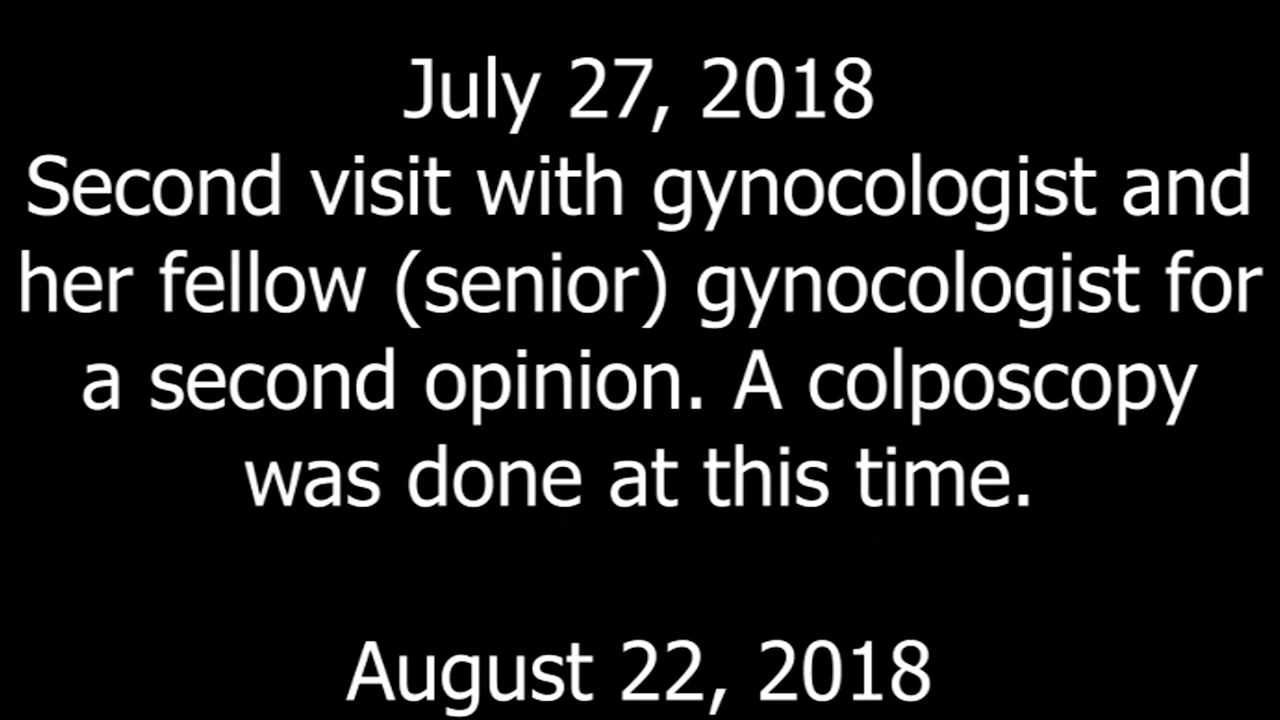 July 27, 2018
Second visit with gynocologist and
her fellow (senior) gynocologist for
a second opinion. A colposcopy
was done at this time.
August 22, 2018